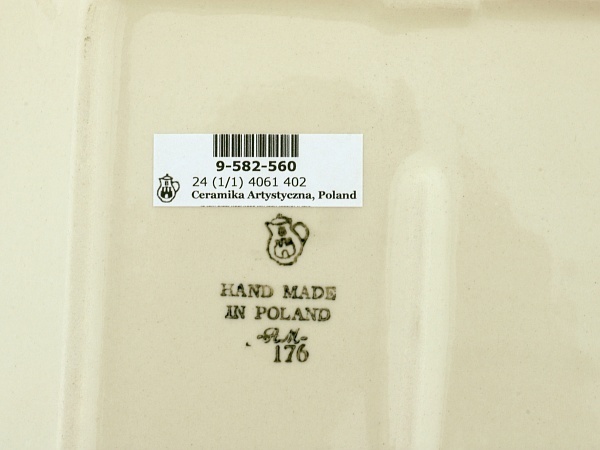 9-582-560
24 (1/1) 4061 402
Ceramika Artystyczna, Poland
HAND MADE
IN POLAND
-A.M-
176